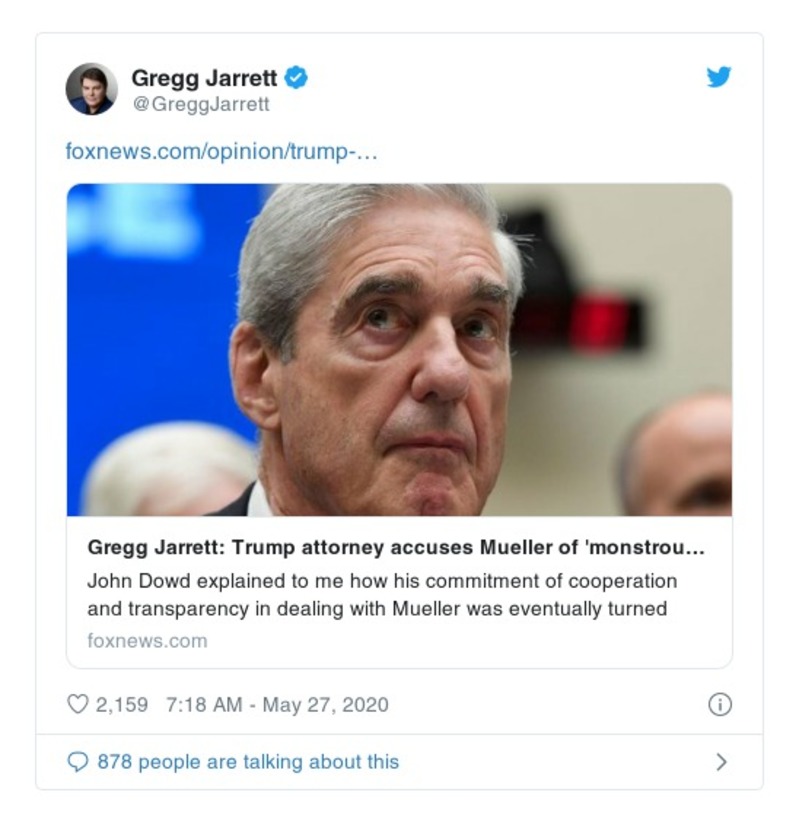 Gregg Jarrett
@GreggJarrett
foxnews.com/opinion/trump-…
Gregg Jarrett: Trump attorney accuses Mueller of 'monstrou...
John Dowd explained to me how his commitment of cooperation
and transparency in dealing with Mueller was eventually turned
foxnews.com
2,159 7:18 AM - May 27, 2020
878 people are talking about this